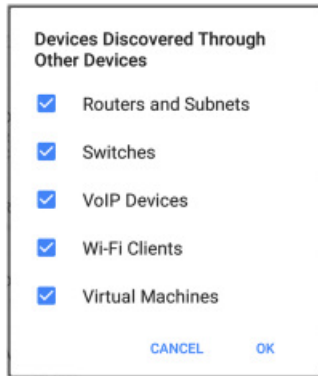 Devices Discovered Through
Other Devices
Routers and Subnets
Switches
VoIP Devices
Wi-Fi Clients
Virtual Machines
CANCEL OK